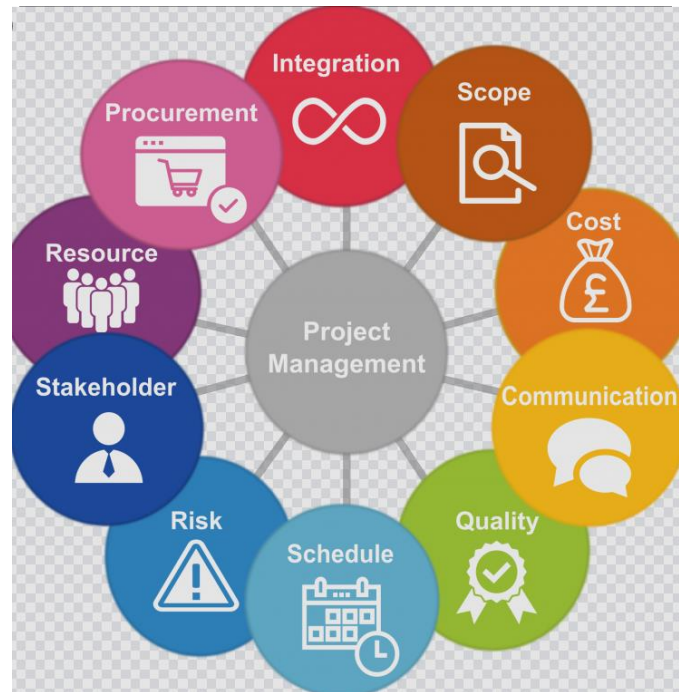 Integration
Scope
Cost
Communication
Quality
Schedule
Risk
Stakeholder
Resource
Procurement
Project
Management
£